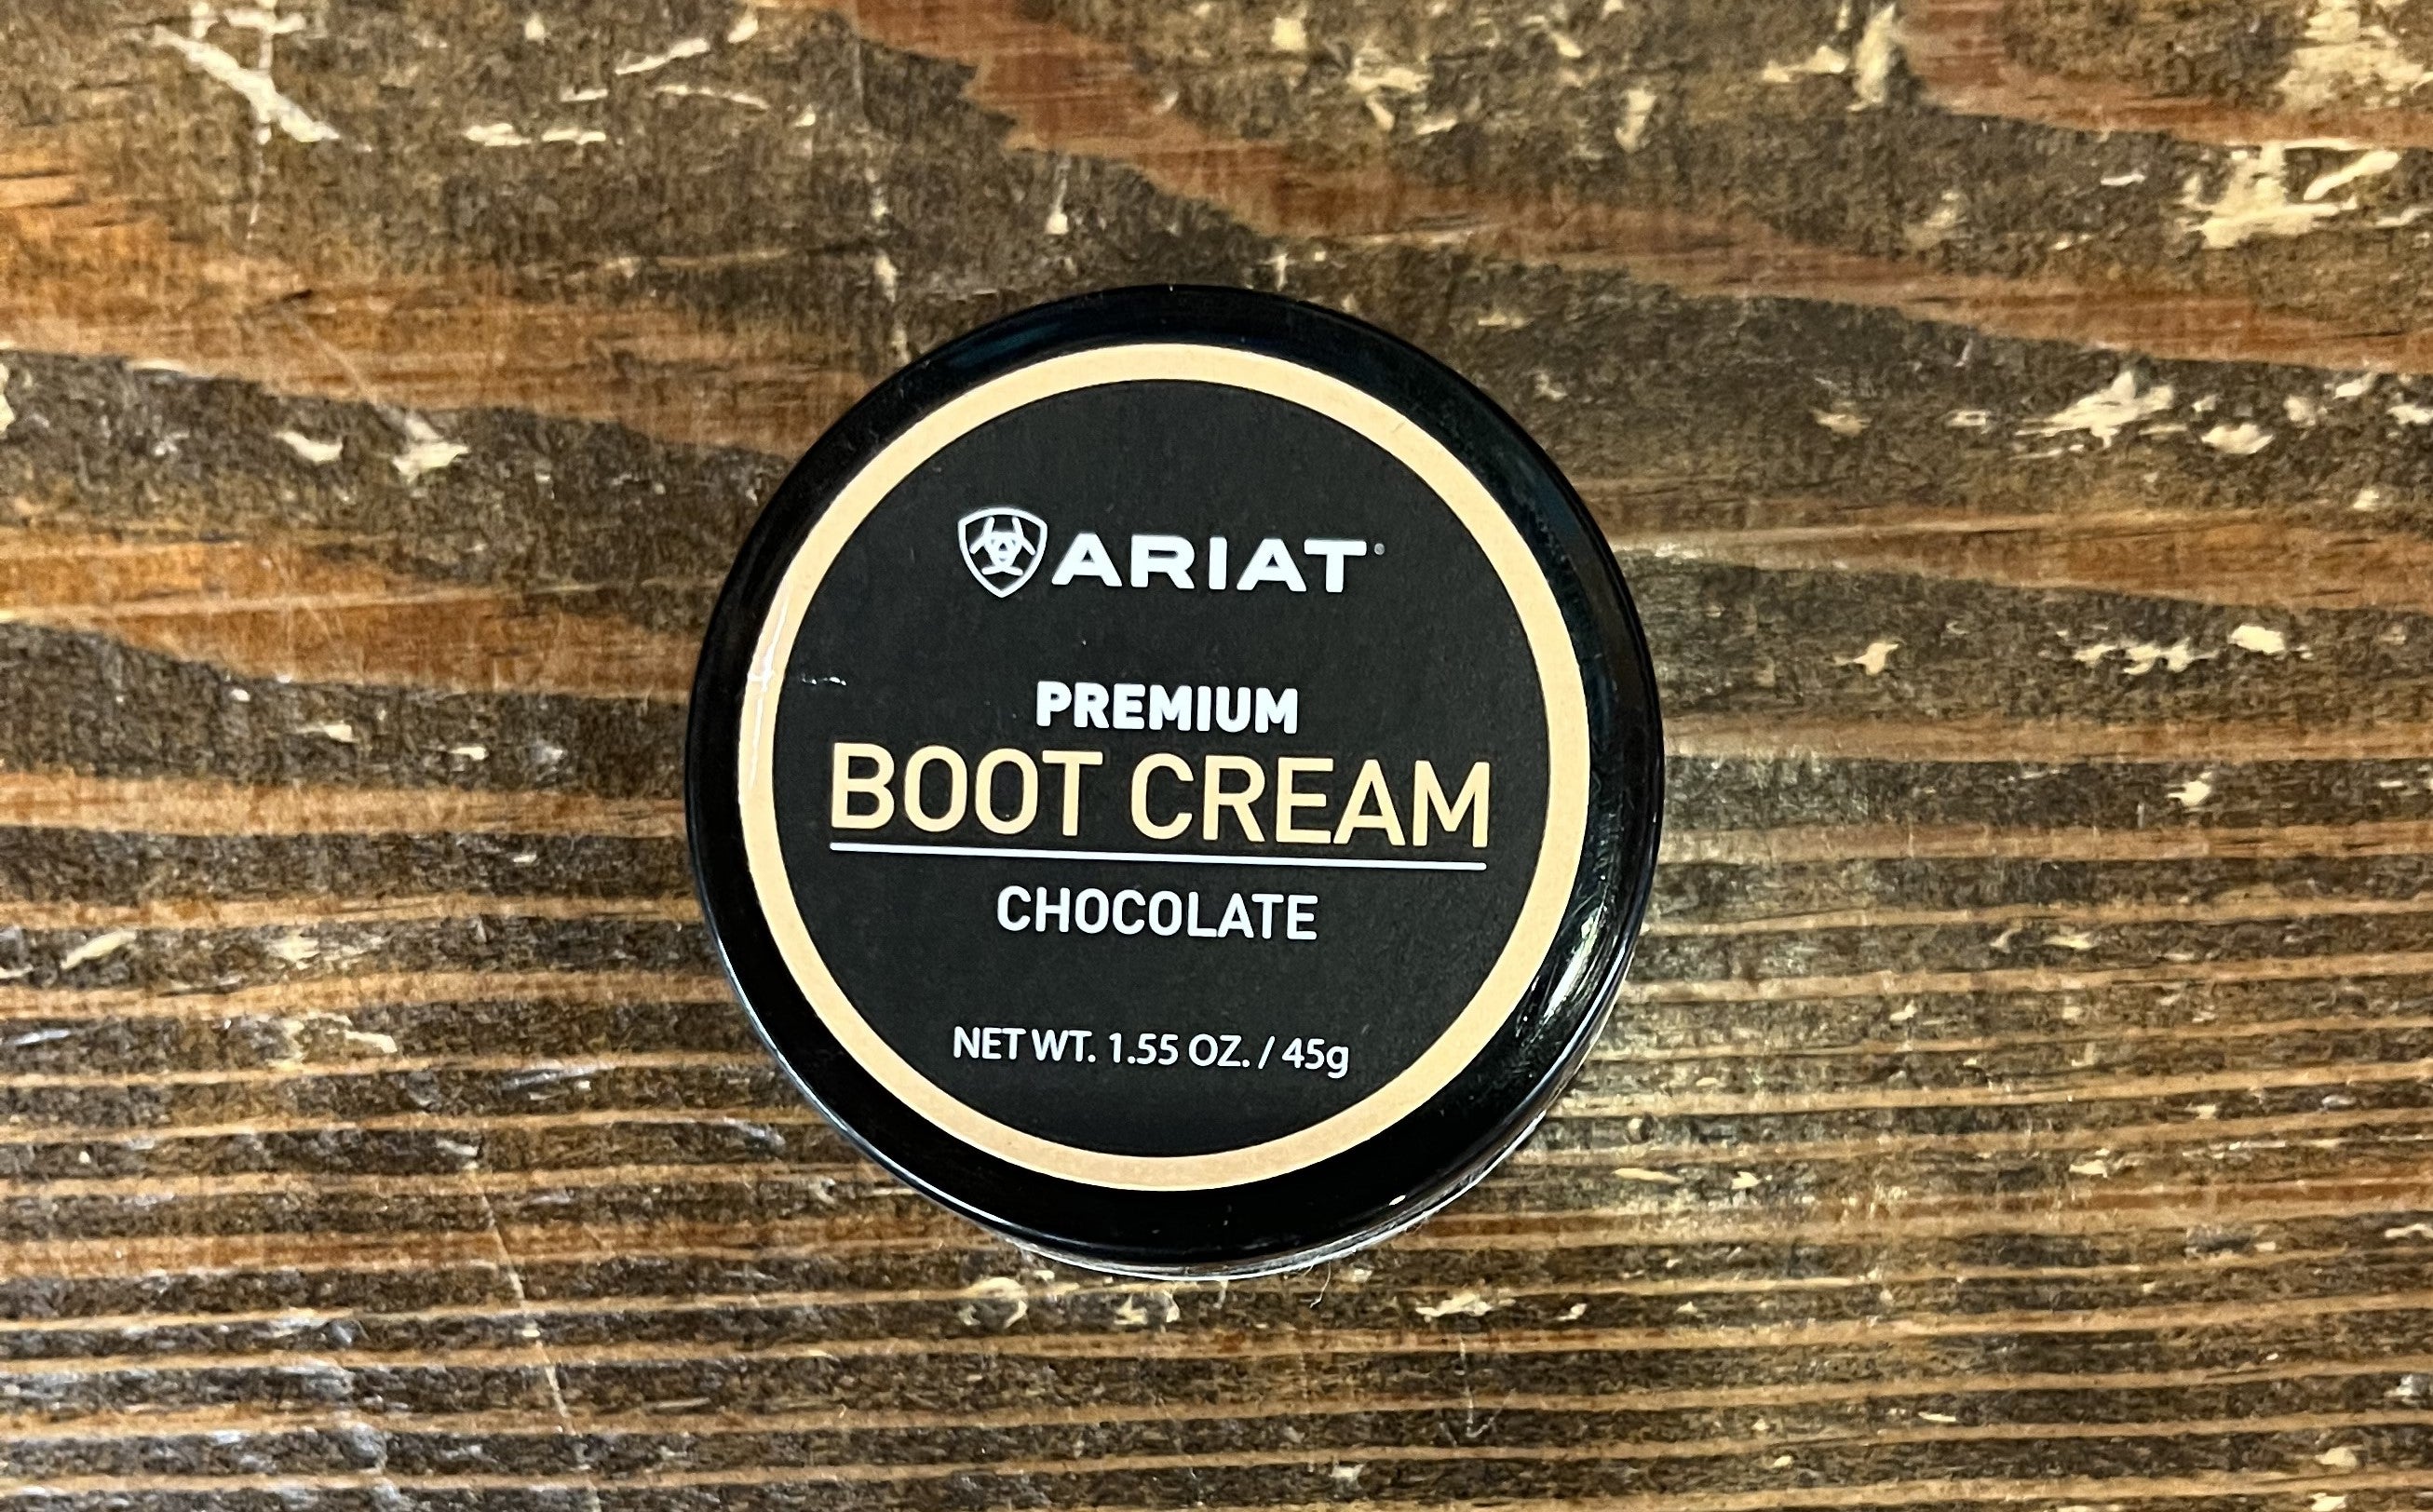 ARIAT
PREMIUM
BOOT CREAM
CHOCOLATE
NET WT. 1.55 OZ. / 45g